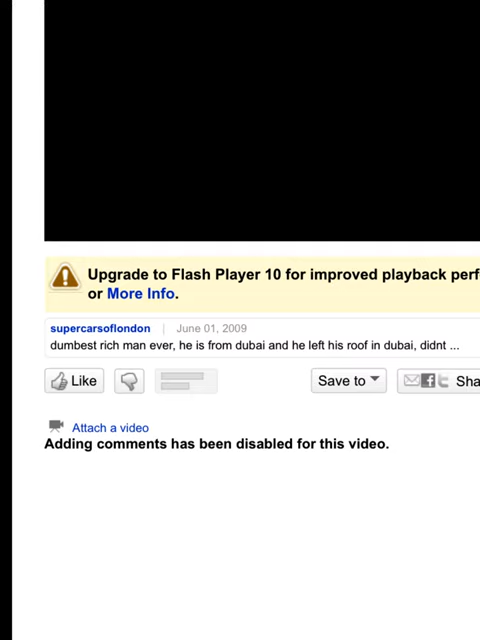 Upgrade to Flash Player 10 for improved playback perf
or More Info.
supercarsoflondon | June 01, 2009
dumbest rich man ever, he is from dubai and he left his roof in dubai, didnt ...
Like Save to Sha
Attach a video
Adding comments has been disabled for this video.